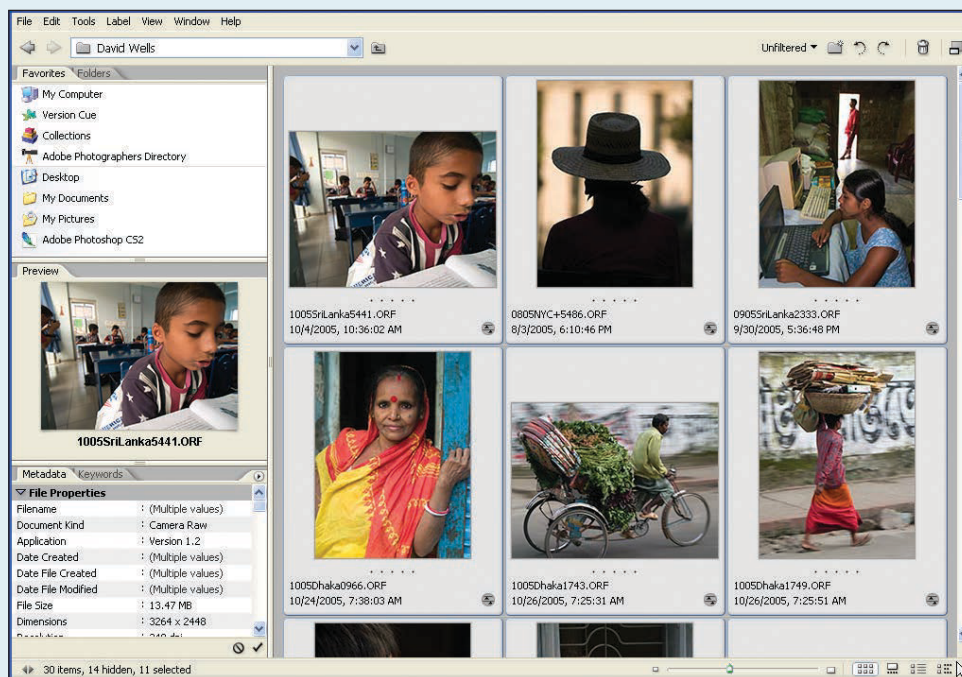 File Edit Tools Label View Window Help
David Wells
Unfiltered
Favorites Folders
My Computer
Version Cue
Collections
Adobe Photographers Directory
Desktop
My Documents
My Pictures
Adobe Photoshop CS2
Preview
1005SriLanka5441.ORF
Metadata Keywords
File Properties
Filename : (Multiple values)
Document Kind : Camera Raw
Application : Version 1.2
Date Created : (Multiple values)
Date File Created : (Multiple values)
Date File Modified : (Multiple values)
File Size : 13.47 MB
Dimensions : 3264 x 2448
1005SriLanka5441.ORF
10/4/2005, 10:36:02 AM
0805NYC+5486.ORF
8/3/2005, 6:10:46 PM
0905SriLanka2333.ORF
9/30/2005, 5:36:48 PM
1005Dhaka0966.ORF
10/24/2005, 7:38:03 AM
1005Dhaka1743.ORF
10/26/2005, 7:25:31 AM
1005Dhaka1749.ORF
10/26/2005, 7:25:51 AM
30 items, 14 hidden, 11 selected